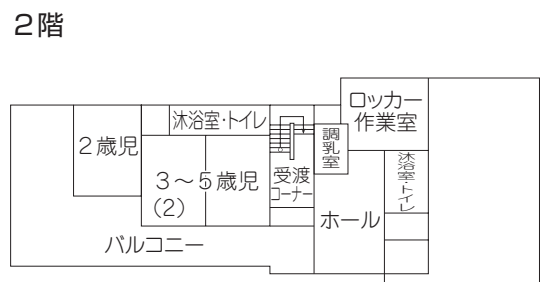 2階
ロッカー
作業室
沐浴室・トイレ
調乳室
2歳児
3～5歳児
(2)
受渡
コーナー
沐浴室・トイレ
ホール
バルコニー